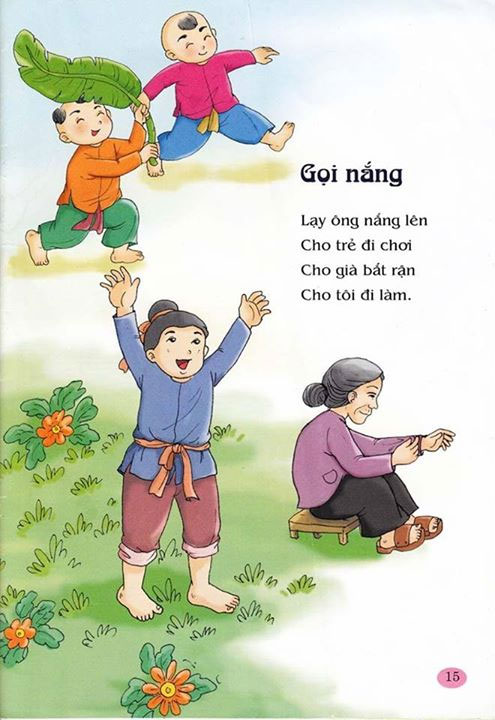 Gọi nắng
Lạy ông nắng lên
Cho trẻ đi chơi
Cho già bắt rận
Cho tôi đi làm.
15